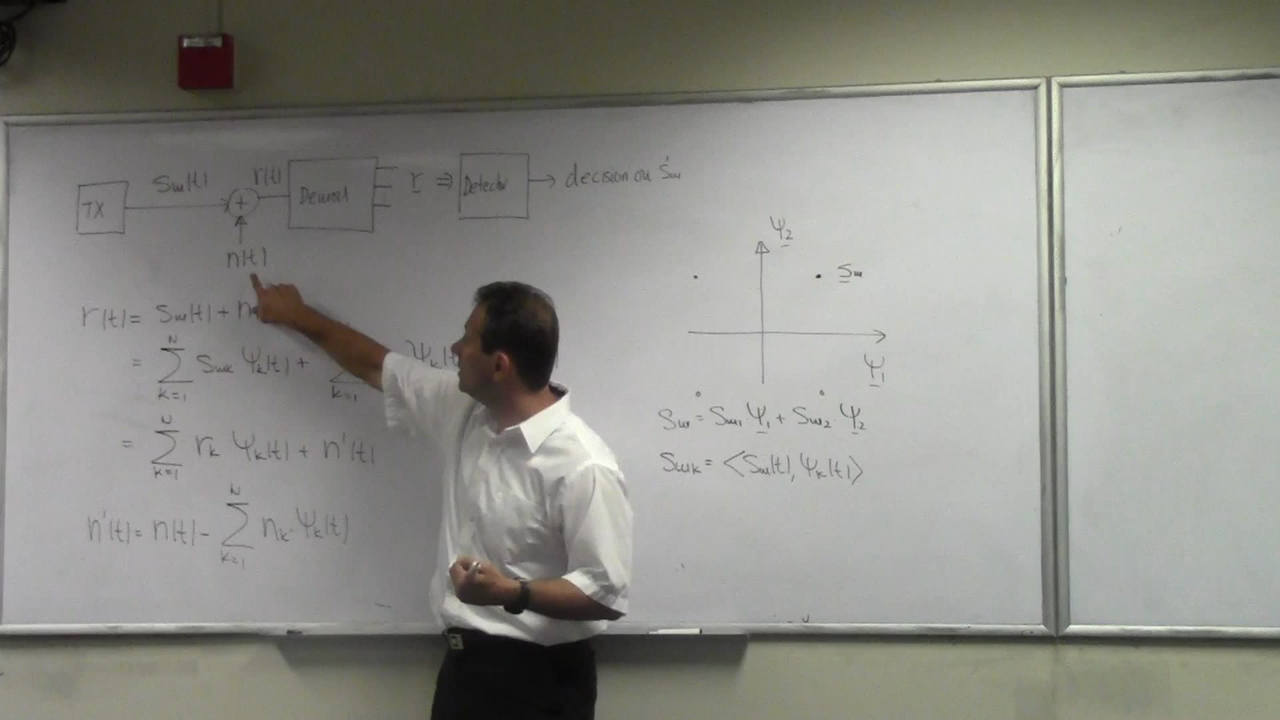 TX
Sm(t)
+
r(t)
Demod
r ⇒
Detector
→ decision on Sm
n(t)
r(t) = Sm(t) + n
= ∑ k=1 N Smk Ψk(t) + ∑ k=1 Ψk(t)
= ∑ k=1 N rk Ψk(t) + n'(t)
n'(t) = n(t) - ∑ k=1 N nk · Ψk(t)
Ψ2
Sm
Ψ1
Sm = Sm1 Ψ1 + Sm2 Ψ2
Smk = <Sm(t), Ψk(t)>